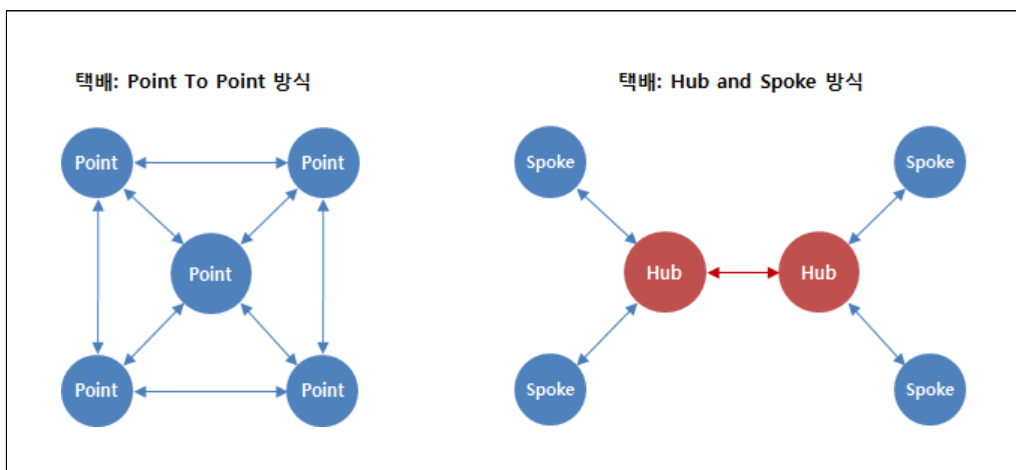 택배: Point To Point 방식
Point
Point
Point
Point
Point
택배: Hub and Spoke 방식
Spoke
Spoke
Hub
Hub
Spoke
Spoke